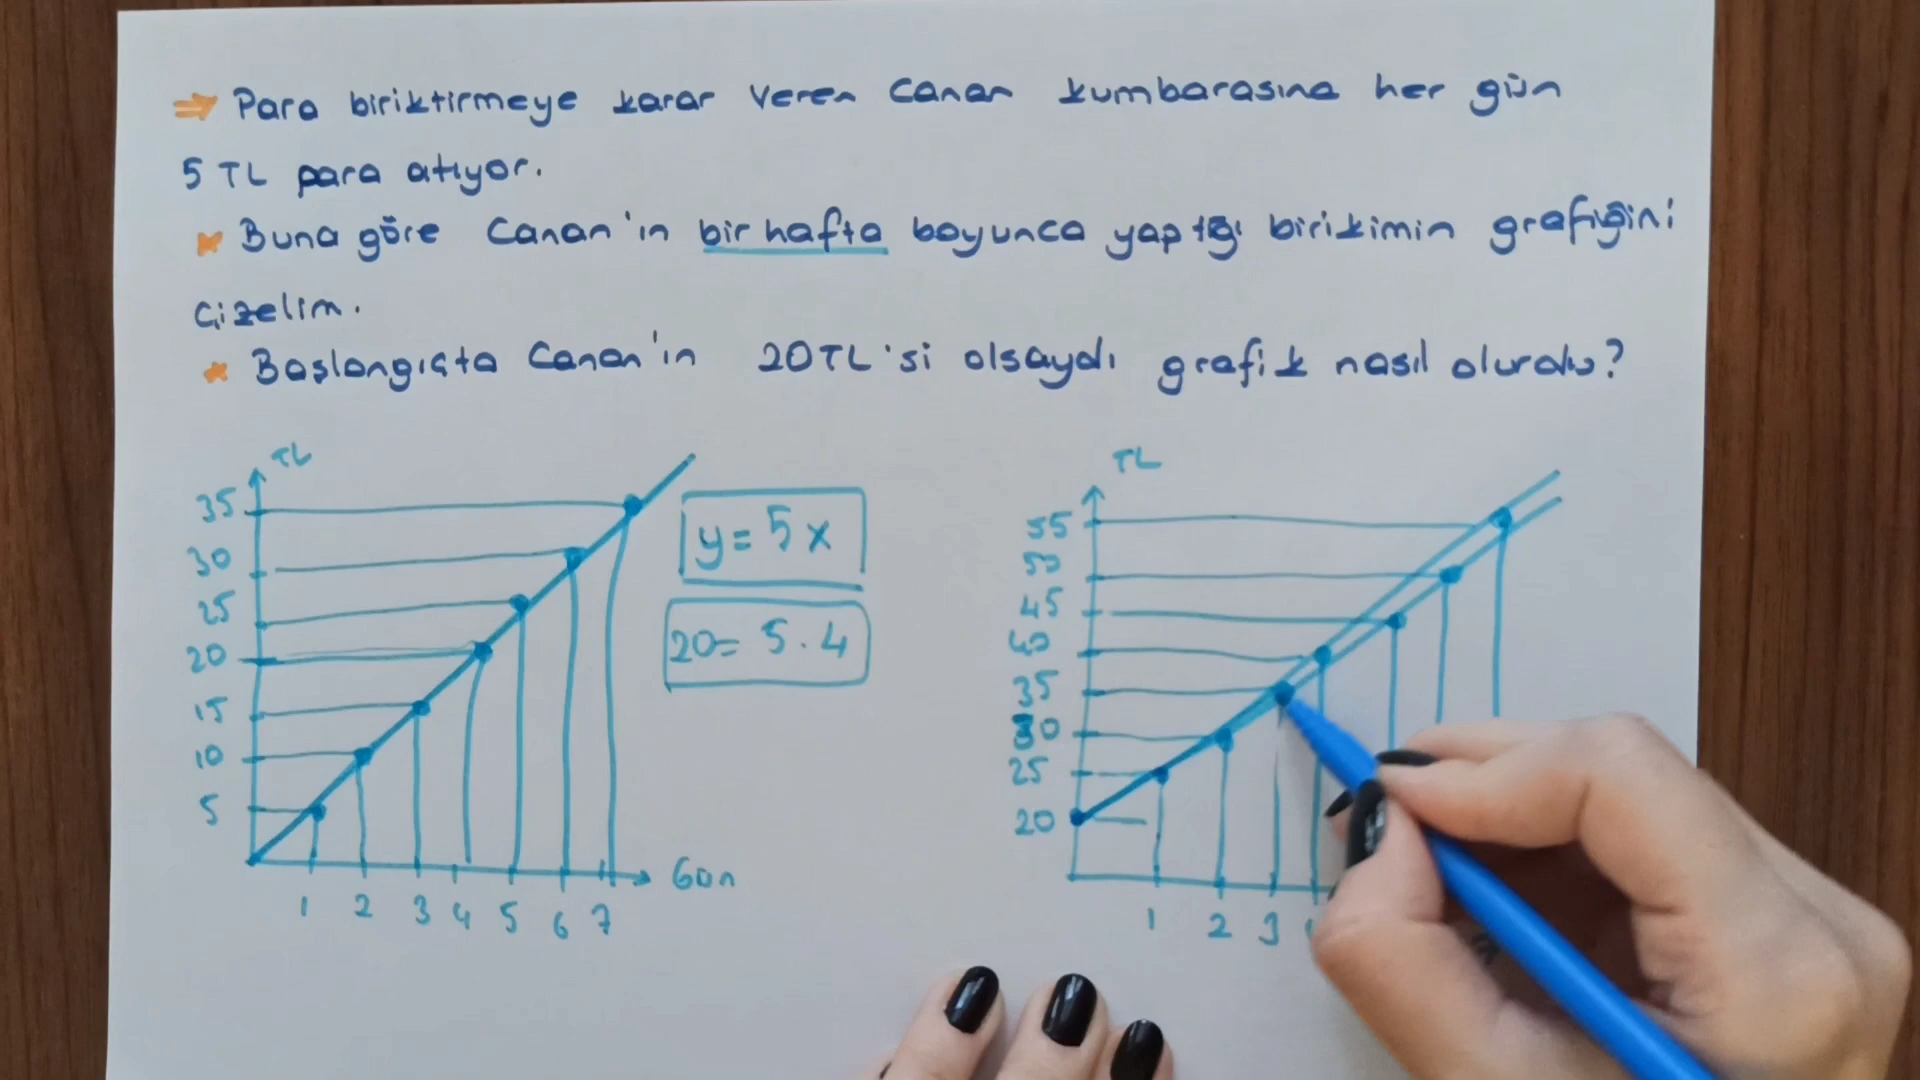 ⇒ Para biriktirmeye karar veren Canan kumbarasına her gün
5 TL para atıyor.
* Buna göre Canan'ın bir hafta boyunca yaptığı birikimin grafiğini
çizelim.
* Başlangıçta Canan'ın 20TL'si olsaydı grafik nasıl olurdu?
TL
35
30
25
20
15
10
5
1 2 3 4 5 6 7
Gün
y = 5x
20 = 5.4
TL
55
50
45
40
35
30
25
20
1 2 3